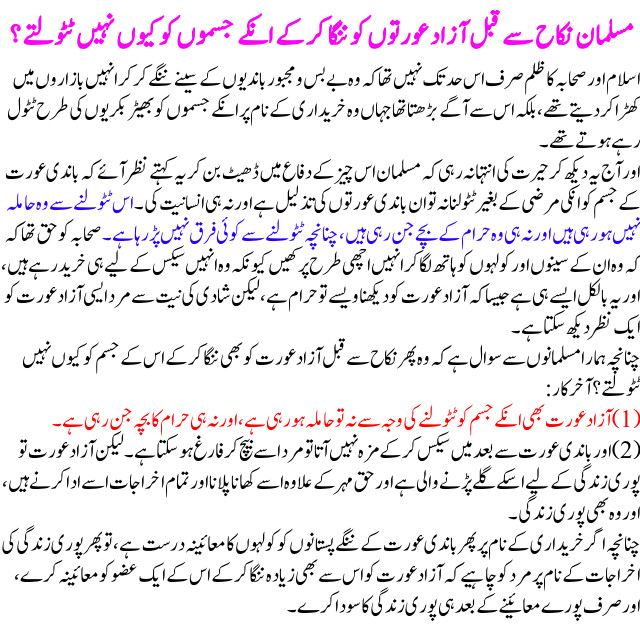 مسلمان نکاح سے قبل آزاد عورتوں کو ننگا کر کے انکے جسموں کو کیوں نہیں ٹٹولتے؟
اسلام اور صحابہ کا ظلم صرف اس حد تک نہیں تھا کہ وہ بے بس و مجبور باندیوں کے سینے ننگے کر کر انہیں بازاروں میں
کھڑا کر دیتے تھے، بلکہ اس سے آگے بڑھتا تھا جہاں وہ خریداری کے نام پر انکے جسموں کو بھیڑ بکریوں کی طرح ٹٹول
رہے ہوتے تھے۔
اور آج یہ دیکھ کر حیرت کی انتہا نہ رہی کہ مسلمان اس چیز کے دفاع میں ڈھیٹ بن کر یہ کہتے نظر آئے کہ باندی عورت
کے جسم کو انکی مرضی کے بغیر ٹٹولنا نہ تو ان باندی عورتوں کی تذلیل ہے اور نہ ہی انسانیت کی۔ اس ٹٹولنے سے وہ حاملہ
نہیں ہو رہی ہیں اور نہ ہی وہ حرام کے بچے جن رہی ہیں، چنانچہ ٹٹولنے سے کوئی فرق نہیں پڑ رہا ہے۔ صحابہ کو حق تھا کہ
کہ وہ ان کے سینوں اور کولہوں کو ہاتھ لگا کر انہیں اچھی طرح پرکھیں کیونکہ وہ انہیں سیکس کے لیے ہی خرید رہے ہیں،
اور یہ بالکل ایسے ہی ہے جیسا کہ آزاد عورت کو دیکھنا ویسے تو حرام ہے، لیکن شادی کی نیت سے مرد ایسی آزاد عورت کو
ایک نظر دیکھ سکتا ہے۔
چنانچہ ہمارا مسلمانوں سے سوال ہے کہ وہ پھر نکاح سے قبل آزاد عورت کو بھی ننگا کر کے اس کے جسم کو کیوں نہیں
ٹٹولتے؟ آخر کار:
(1) آزاد عورت بھی انکے جسم کو ٹٹولنے کی وجہ سے نہ تو حاملہ ہو رہی ہے، اور نہ ہی حرام کا بچہ جن رہی ہے۔
(2) اور باندی عورت سے بعد میں سیکس کر کے مزہ نہیں آتا تو مرد اسے بیچ کر فارغ ہو سکتا ہے۔ لیکن آزاد عورت تو
پوری زندگی کے لیے اسکے گلے پڑنے والی ہے اور حق مہر کے علاوہ اسے کھانا پلانا اور تمام اخراجات اسے ادا کرنے ہیں،
اور وہ بھی پوری زندگی۔
چنانچہ اگر خریداری کے نام پر پھر باندی عورت کے ننگے پستانوں کو کولہوں کا معائینہ درست ہے، تو پھر پوری زندگی کی
اخراجات کے نام پر مرد کو چاہیے کہ آزاد عورت کو اس سے بھی زیادہ ننگا کر کے اس کے ایک عضو کو معائینہ کرے،
اور صرف پورے معائینے کے بعد ہی پوری زندگی کا سودا کرے۔